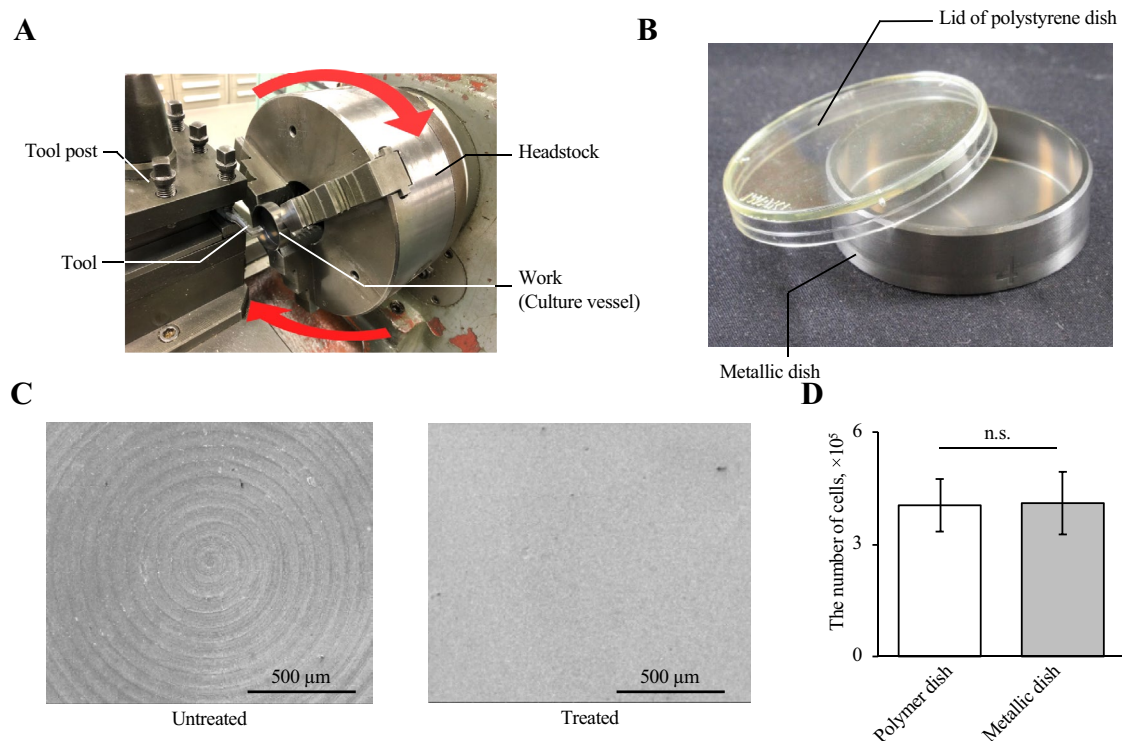 A
Tool post
Tool
Headstock
Work
(Culture vessel)
B
Lid of polystyrene dish
Metallic dish
C
500 μm
Untreated
500 μm
Treated
D
The number of cells, ×10⁵
6
3
0
n.s.
Polymer dish
Metallic dish